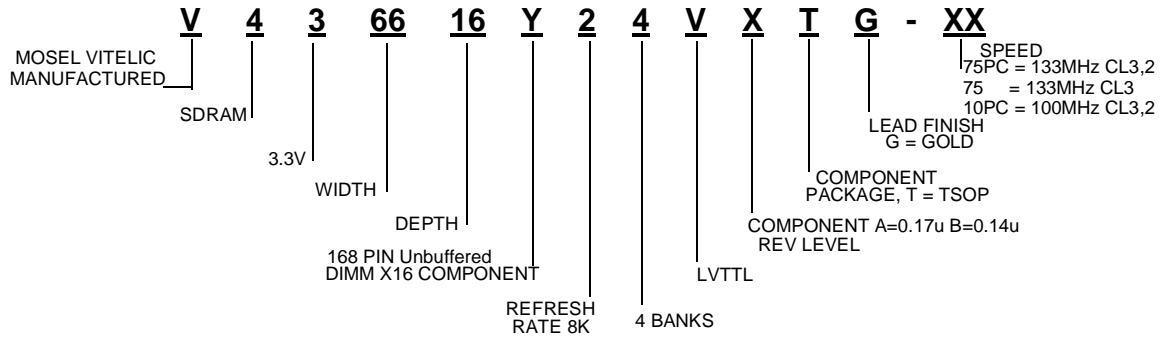 V 4 3 66 16 Y 2 4 V X T G - XX
MOSEL VITELIC
MANUFACTURED
SDRAM
3.3V
WIDTH
DEPTH
168 PIN Unbuffered
DIMM X16 COMPONENT
REFRESH
RATE 8K
4 BANKS
LVTTL
COMPONENT A=0.17u B=0.14u
REV LEVEL
COMPONENT
PACKAGE, T = TSOP
LEAD FINISH
G = GOLD
SPEED
75PC = 133MHz CL3,2
75 = 133MHz CL3
10PC = 100MHz CL3,2